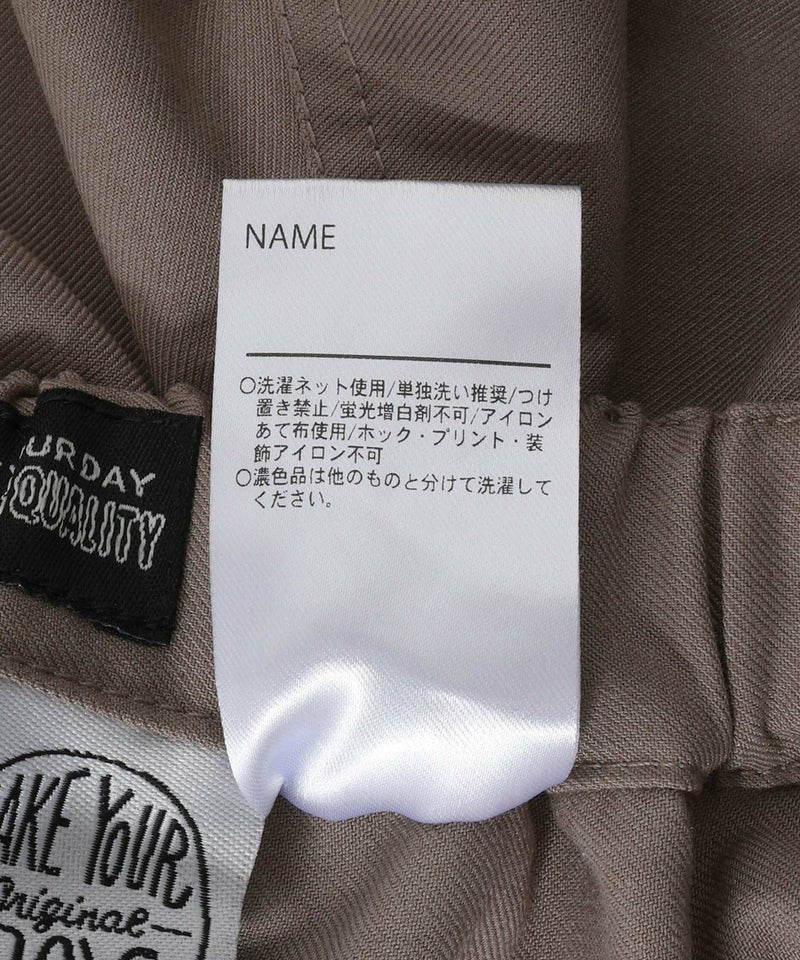 NAME
○洗濯ネット使用/単独洗い推奨/つけ
置き禁止/蛍光増白剤不可/アイロン
あて布使用/ホック・プリント・装
飾アイロン不可
○濃色品は他のものと分けて洗濯して
ください。
URDAY
QUALITY
AKE YOUR
Original